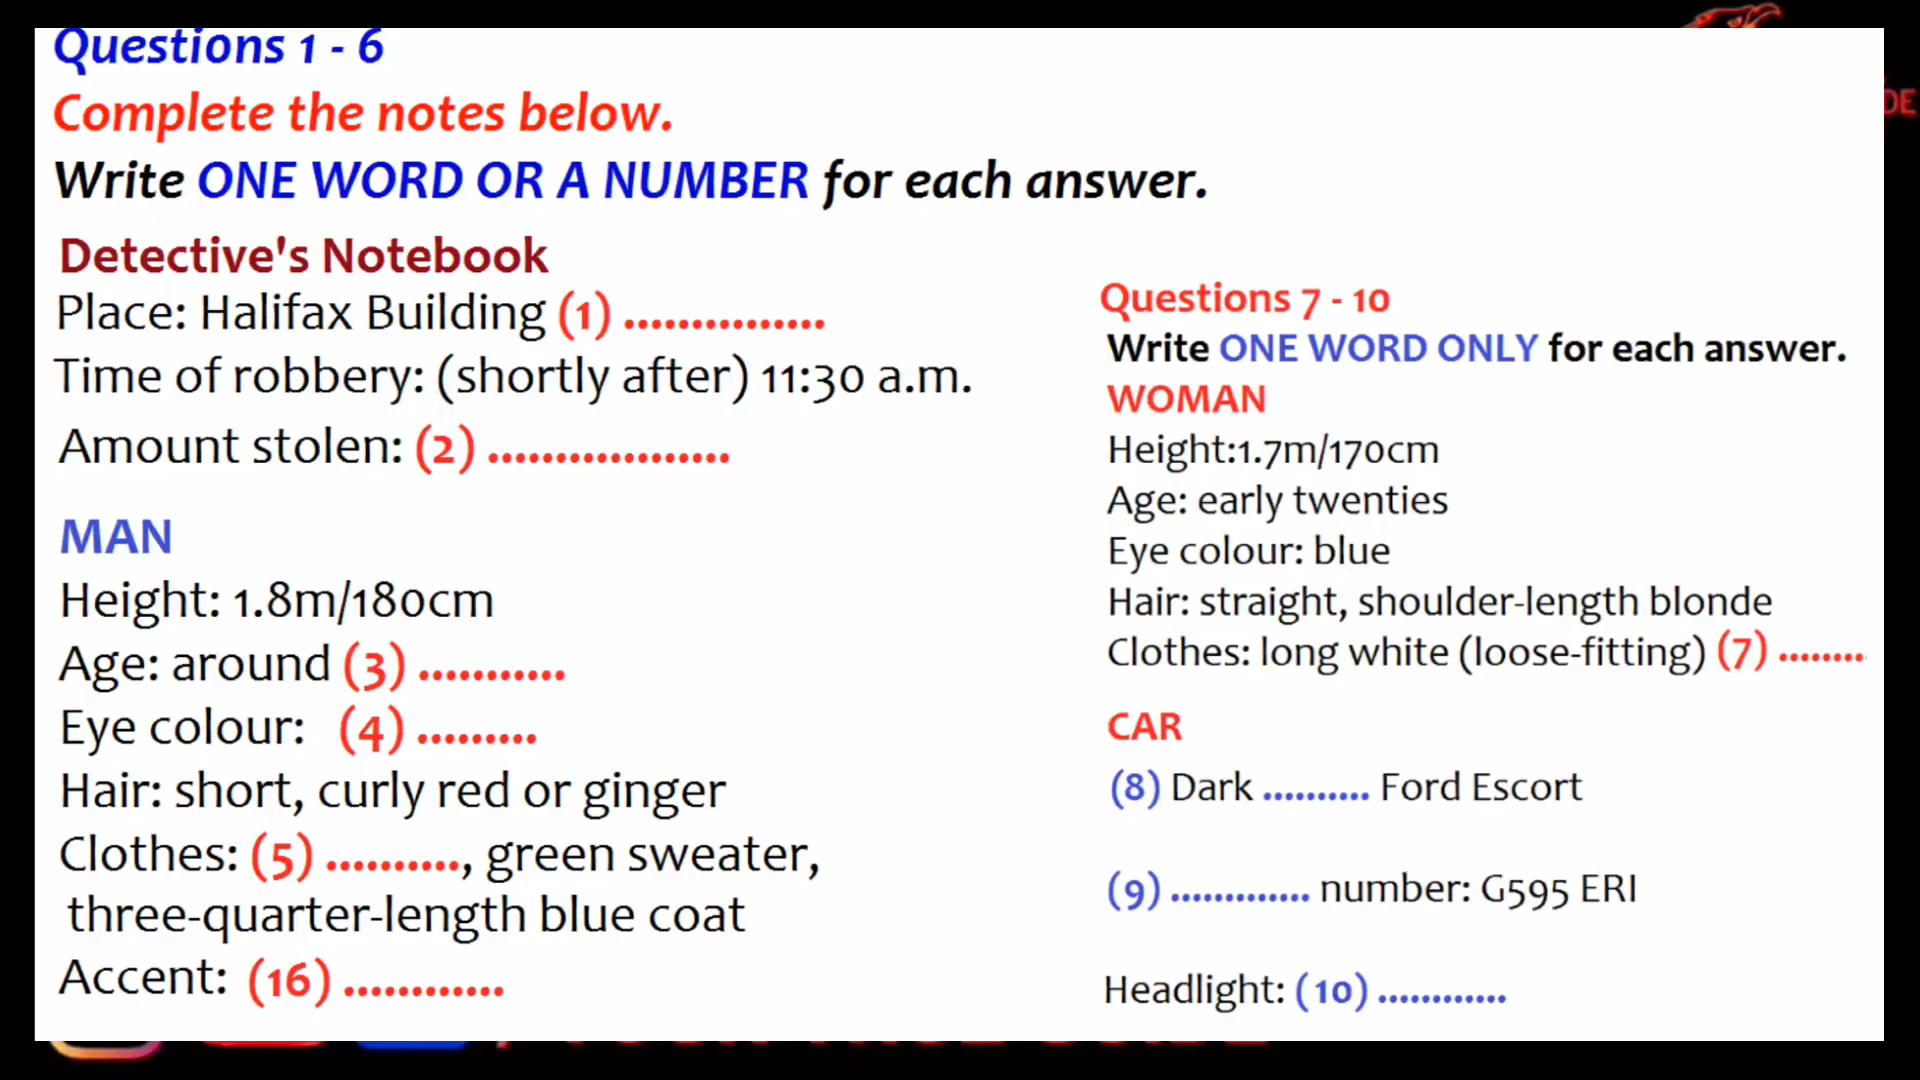 Questions 1 - 6
Complete the notes below.
Write ONE WORD OR A NUMBER for each answer.
Detective's Notebook
Place: Halifax Building (1) ...............
Time of robbery: (shortly after) 11:30 a.m.
Amount stolen: (2) ..................
MAN
Height: 1.8m/180cm
Age: around (3) ...........
Eye colour: (4) .........
Hair: short, curly red or ginger
Clothes: (5) .........., green sweater,
three-quarter-length blue coat
Accent: (16) ............
Questions 7 - 10
Write ONE WORD ONLY for each answer.
WOMAN
Height:1.7m/170cm
Age: early twenties
Eye colour: blue
Hair: straight, shoulder-length blonde
Clothes: long white (loose-fitting) (7) .........
CAR
(8) Dark .......... Ford Escort
(9) ............. number: G595 ERI
Headlight: (10) ............